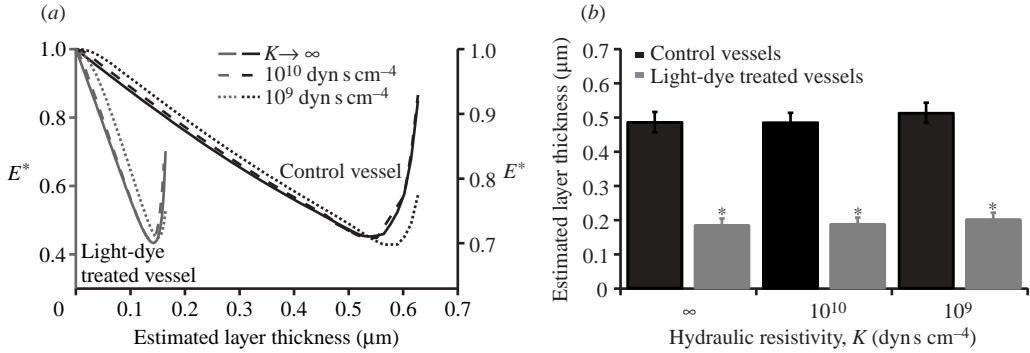 (a)
K → ∞
10¹⁰ dyn s cm⁻⁴
10⁹ dyn s cm⁻⁴
Control vessel
Light-dye
treated vessel
E*
1.0
0.8
0.6
0.4
E*
1.0
0.9
0.8
0.7
0 0.1 0.2 0.3 0.4 0.5 0.6 0.7
Estimated layer thickness (μm)
(b)
Control vessels
Light-dye treated vessels
Estimated layer thickness (μm)
0.7
0.6
0.5
0.4
0.3
0.2
0.1
0
* * *
∞ 10¹⁰ 10⁹
Hydraulic resistivity, K (dyn s cm⁻⁴)